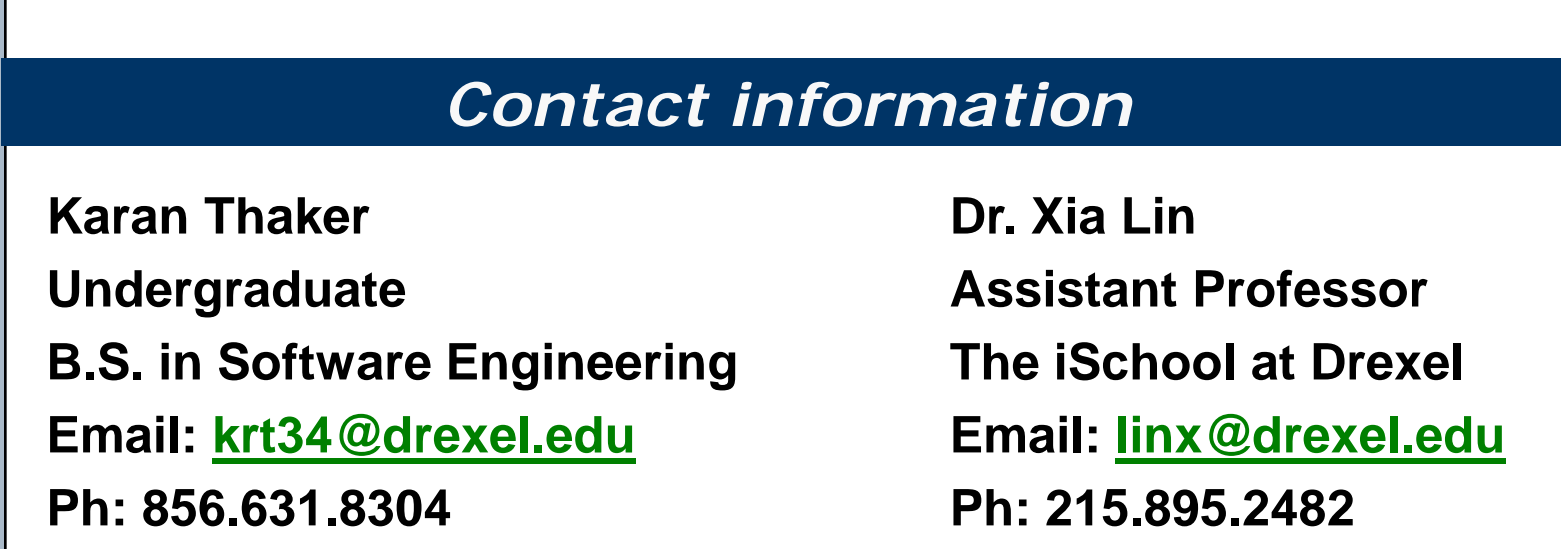 Contact information
Karan Thaker
Undergraduate
B.S. in Software Engineering
Email: krt34@drexel.edu
Ph: 856.631.8304
Dr. Xia Lin
Assistant Professor
The iSchool at Drexel
Email: linx@drexel.edu
Ph: 215.895.2482